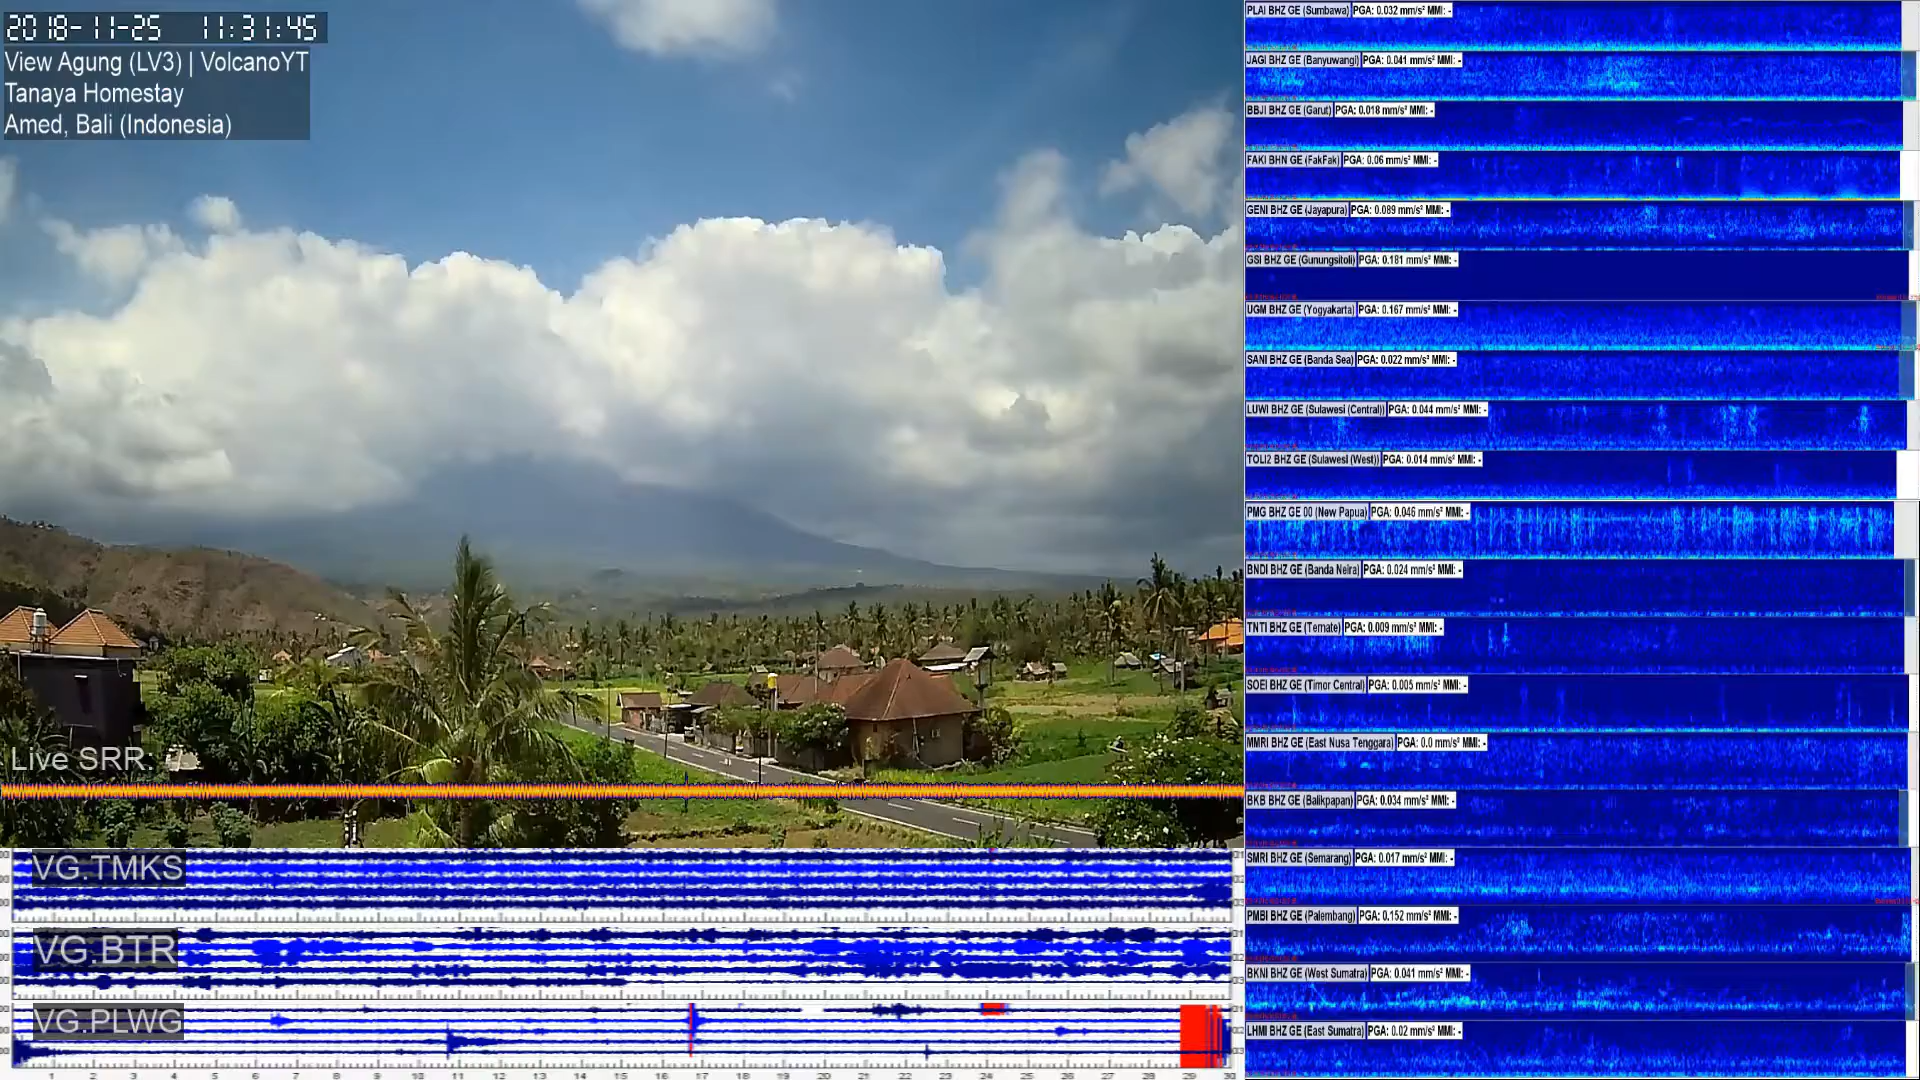 2018-11-25 11:31:45
View Agung (LV3) | VolcanoYT
Tanaya Homestay
Amed, Bali (Indonesia)
Live SRR:
VG.TMKS
VG.BTR
VG.PLWG
1 2 3 4 5 6 7 8 9 10 11 12 13 14 15 16 17 18 19 20 21 22 23 24 25 26 27 28 29 30
PLAI BHZ GE (Sumbawa) PGA: 0.032 mm/s² MMI: -
JAGI BHZ GE (Banyuwangi) PGA: 0.041 mm/s² MMI: -
BBJI BHZ GE (Garut) PGA: 0.018 mm/s² MMI: -
FAKI BHN GE (FakFak) PGA: 0.06 mm/s² MMI: -
GENI BHZ GE (Jayapura) PGA: 0.089 mm/s² MMI: -
GSI BHZ GE (Gunungsitoli) PGA: 0.181 mm/s² MMI: -
UGM BHZ GE (Yogyakarta) PGA: 0.167 mm/s² MMI: -
SANI BHZ GE (Banda Sea) PGA: 0.022 mm/s² MMI: -
LUWI BHZ GE (Sulawesi (Central)) PGA: 0.044 mm/s² MMI: -
TOLI2 BHZ GE (Sulawesi (West)) PGA: 0.014 mm/s² MMI: -
PMG BHZ GE 00 (New Papua) PGA: 0.046 mm/s² MMI: -
BNDI BHZ GE (Banda Neira) PGA: 0.024 mm/s² MMI: -
TNTI BHZ GE (Ternate) PGA: 0.009 mm/s² MMI: -
SOEI BHZ GE (Timor Central) PGA: 0.005 mm/s² MMI: -
MMRI BHZ GE (East Nusa Tenggara) PGA: 0.0 mm/s² MMI: -
BKB BHZ GE (Balikpapan) PGA: 0.034 mm/s² MMI: -
SMRI BHZ GE (Semarang) PGA: 0.017 mm/s² MMI: -
PMBI BHZ GE (Palembang) PGA: 0.152 mm/s² MMI: -
BKNI BHZ GE (West Sumatra) PGA: 0.041 mm/s² MMI: -
LHMI BHZ GE (East Sumatra) PGA: 0.02 mm/s² MMI: -